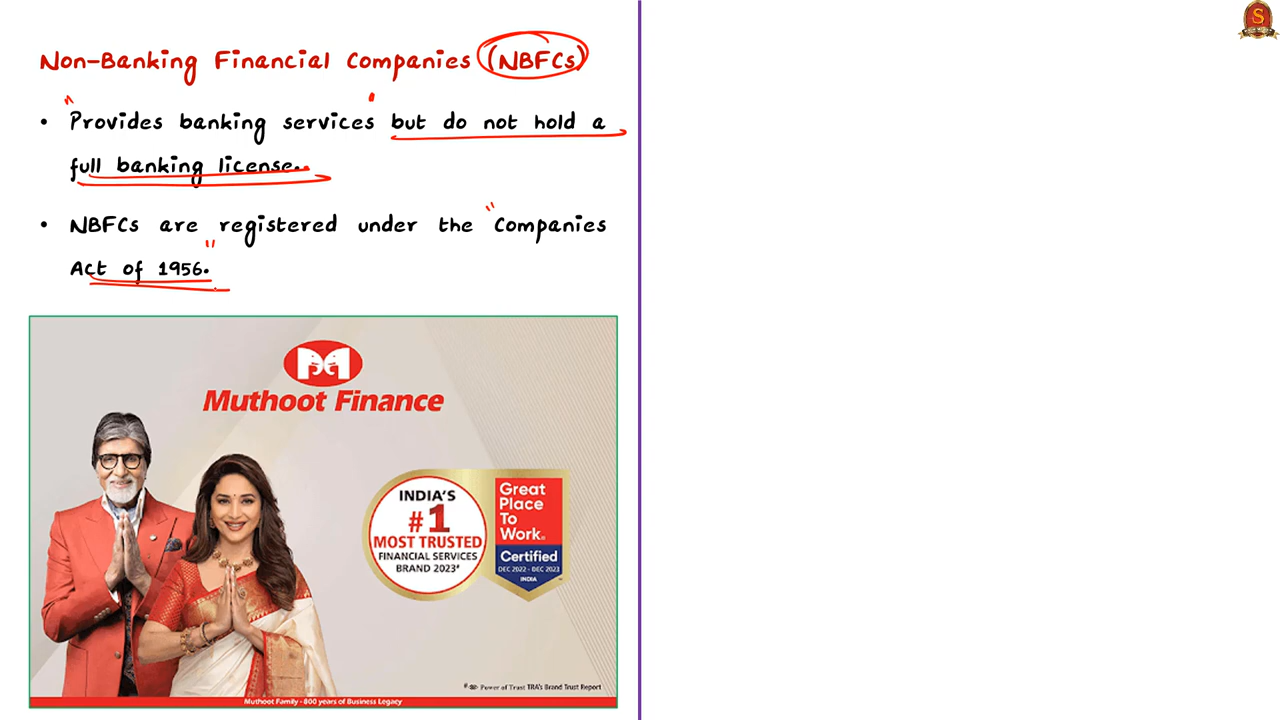 Non-Banking Financial Companies (NBFCs)
• "Provides banking services" but do not hold a
full banking license.
• NBFCs are registered under the "Companies
Act of 1956."
Muthoot Finance
INDIA'S
#1
MOST TRUSTED
FINANCIAL SERVICES
BRAND 2023#
Great
Place
To
Work.
Certified
DEC 2022 - DEC 2023
INDIA
Power of Trust TRA's Brand Trust Report
Muthoot Family - 800 years of Business Legacy
S